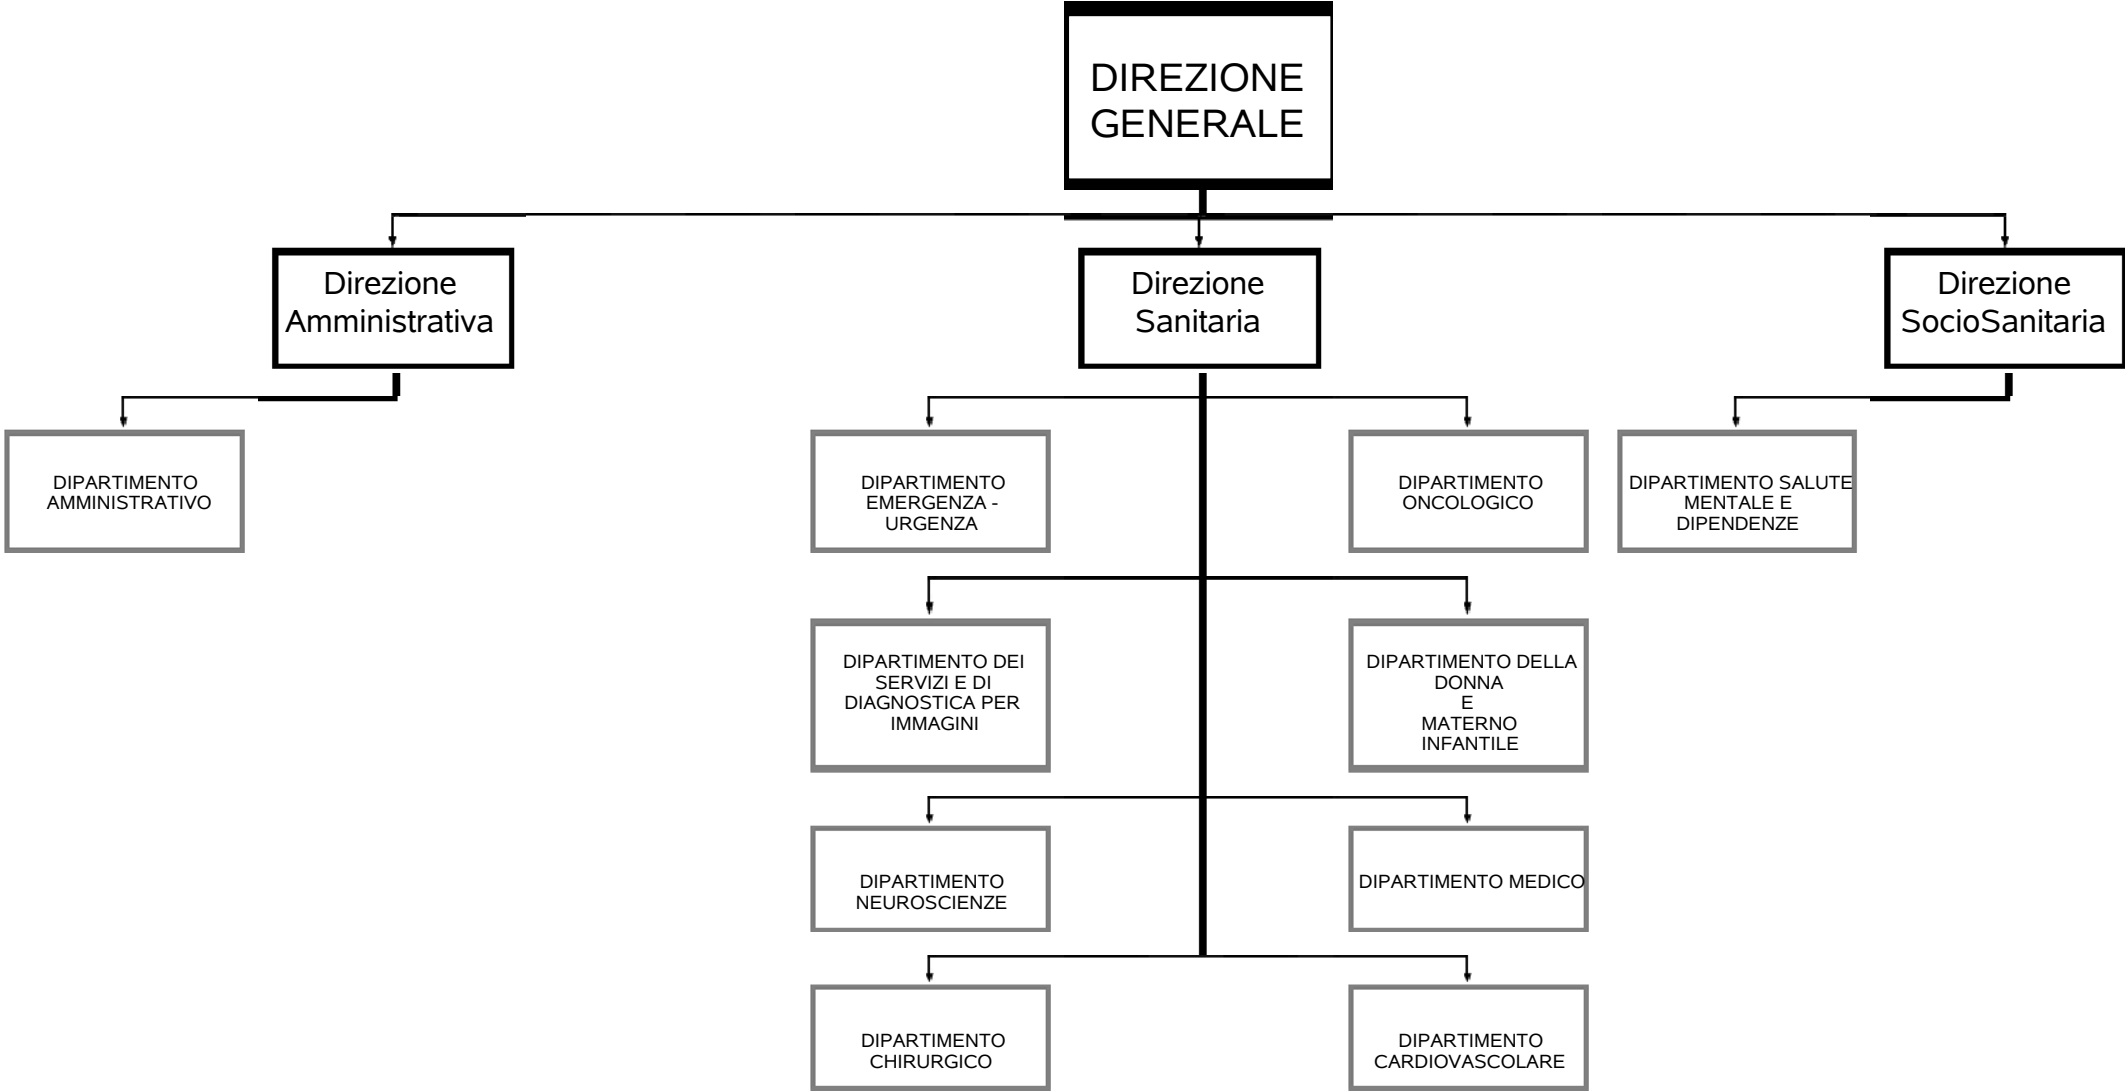 DIREZIONE
GENERALE
Direzione
Amministrativa
Direzione
Sanitaria
Direzione
SocioSanitaria
DIPARTIMENTO
AMMINISTRATIVO
DIPARTIMENTO
EMERGENZA -
URGENZA
DIPARTIMENTO
ONCOLOGICO
DIPARTIMENTO SALUTE
MENTALE E
DIPENDENZE
DIPARTIMENTO DEI
SERVIZI E DI
DIAGNOSTICA PER
IMMAGINI
DIPARTIMENTO DELLA
DONNA
E
MATERNO
INFANTILE
DIPARTIMENTO
NEUROSCIENZE
DIPARTIMENTO MEDICO
DIPARTIMENTO
CHIRURGICO
DIPARTIMENTO
CARDIOVASCOLARE